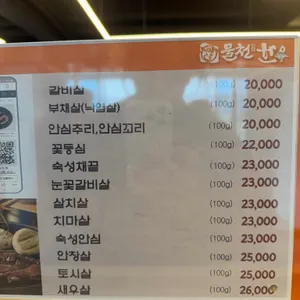 물천 한우
갈비살 (100g) 20,000
부채살(낙엽살) (100g) 20,000
안심추리,안심꼬리 (100g) 20,000
꽃등심 (100g) 22,000
숙성채끝 (100g) 23,000
눈꽃갈비살 (100g) 23,000
살치살 (100g) 23,000
치마살 (100g) 23,000
숙성안심 (100g) 23,000
안창살 (100g) 25,000
토시살 (100g) 25,000
새우살 (100g) 26,000